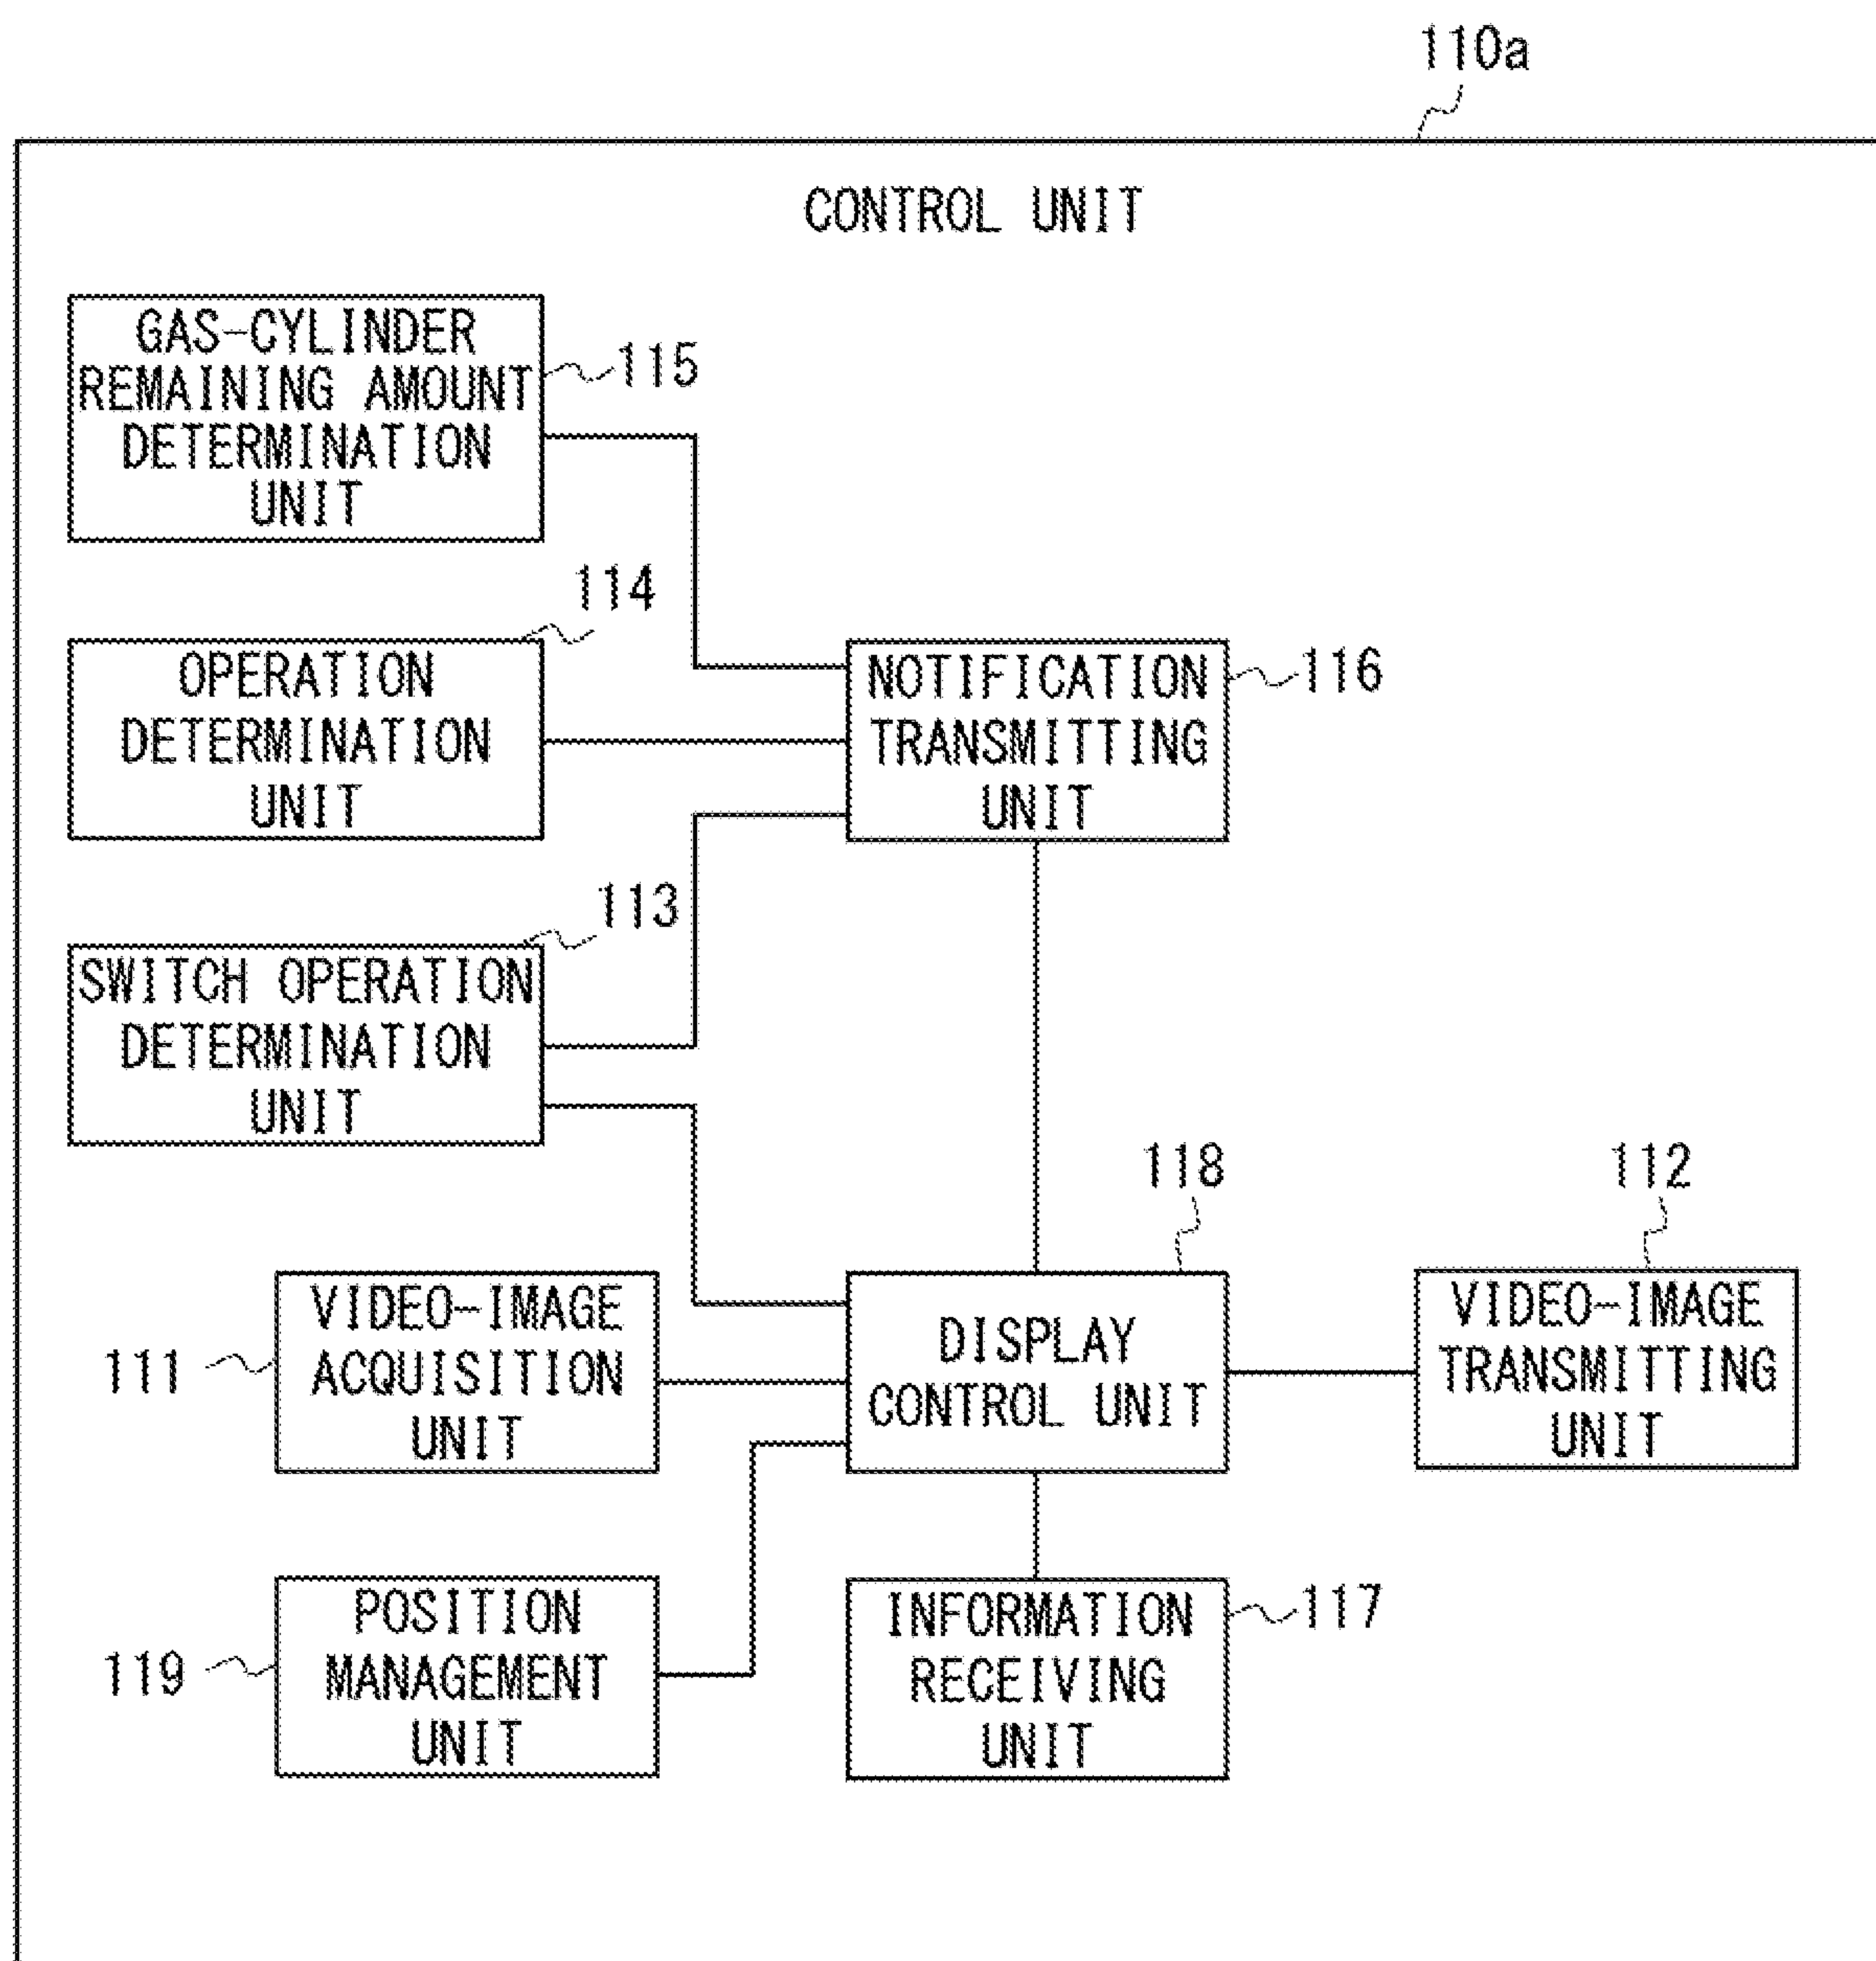 110a
CONTROL UNIT
GAS-CYLINDER
REMAINING AMOUNT
DETERMINATION
UNIT
115
114
OPERATION
DETERMINATION
UNIT
NOTIFICATION
TRANSMITTING
UNIT
116
113
SWITCH OPERATION
DETERMINATION
UNIT
118
112
111
VIDEO-IMAGE
ACQUISITION
UNIT
DISPLAY
CONTROL UNIT
VIDEO-IMAGE
TRANSMITTING
UNIT
119
POSITION
MANAGEMENT
UNIT
INFORMATION
RECEIVING
UNIT
117